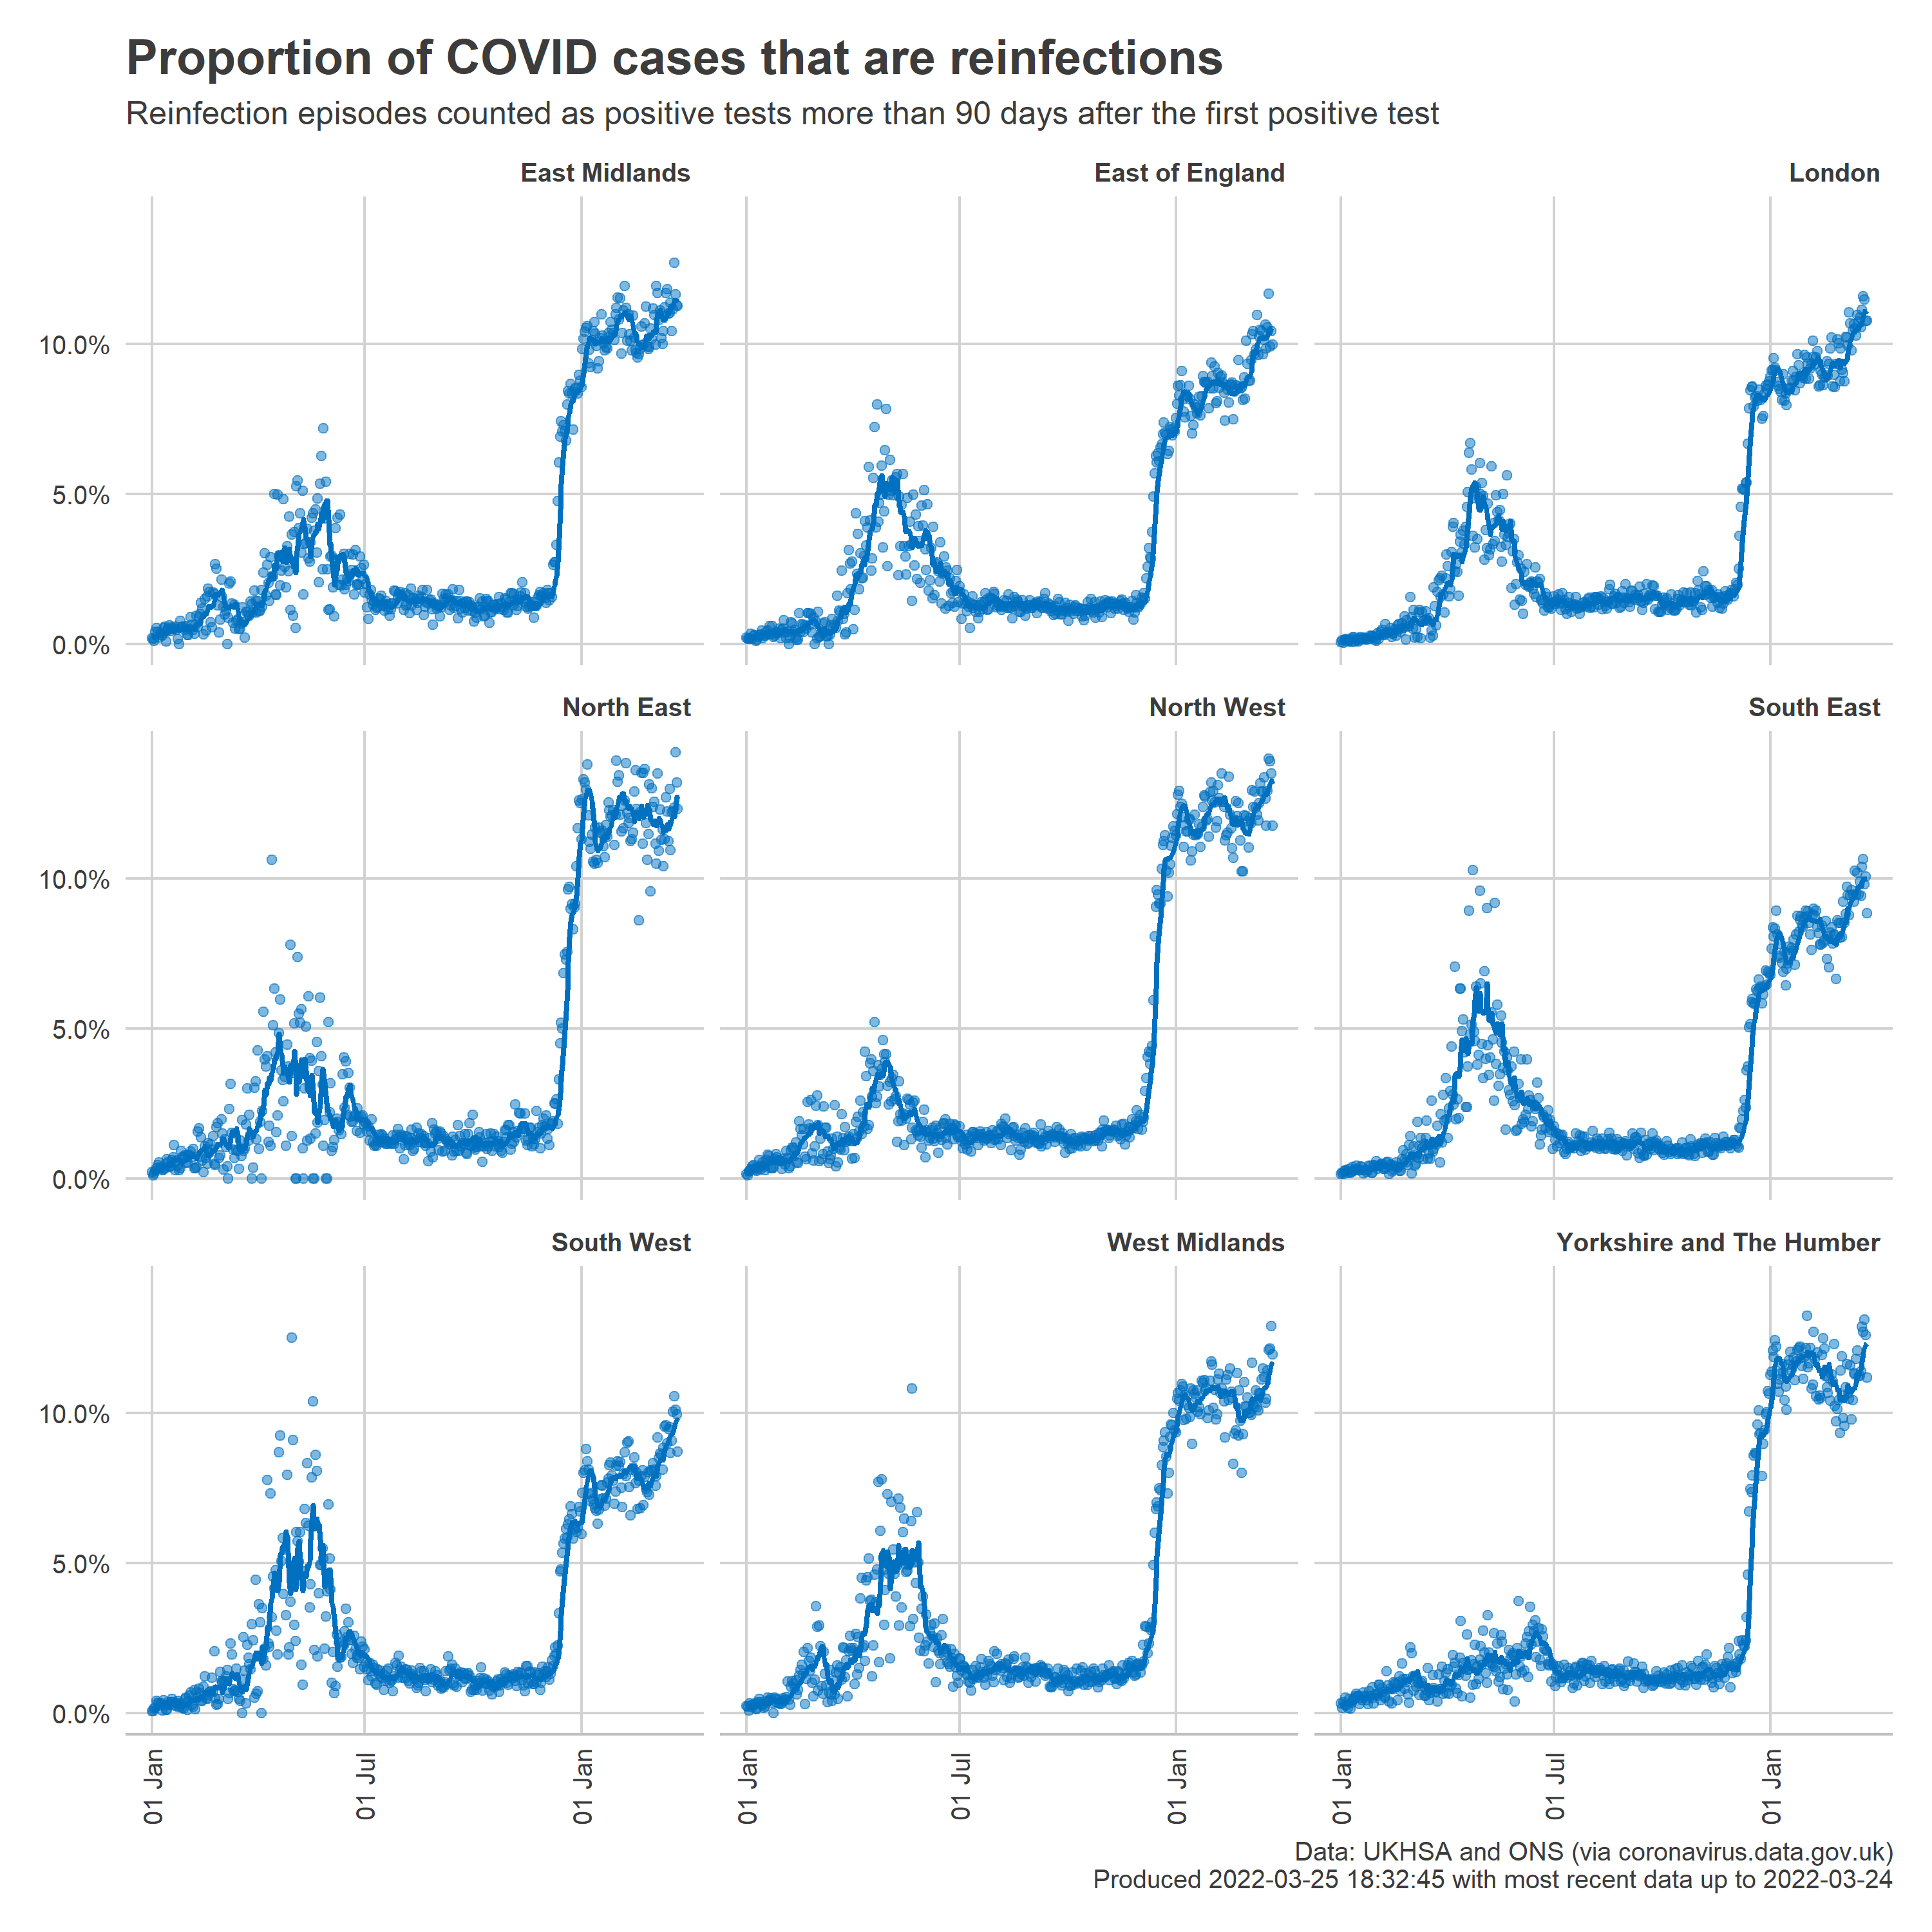 Proportion of COVID cases that are reinfections
Reinfection episodes counted as positive tests more than 90 days after the first positive test
East Midlands
East of England
London
10.0%
5.0%
0.0%
North East
North West
South East
10.0%
5.0%
0.0%
South West
West Midlands
Yorkshire and The Humber
10.0%
5.0%
0.0%
01 Jan
01 Jul
01 Jan
01 Jan
01 Jul
01 Jan
01 Jan
01 Jul
01 Jan
Data: UKHSA and ONS (via coronavirus.data.gov.uk)
Produced 2022-03-25 18:32:45 with most recent data up to 2022-03-24